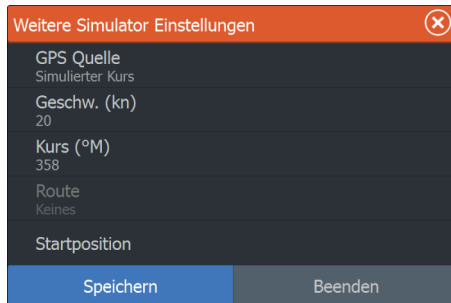 Weitere Simulator Einstellungen
GPS Quelle
Simulierter Kurs
Geschw. (kn)
20
Kurs (°M)
358
Route
Keines
Startposition
Speichern
Beenden